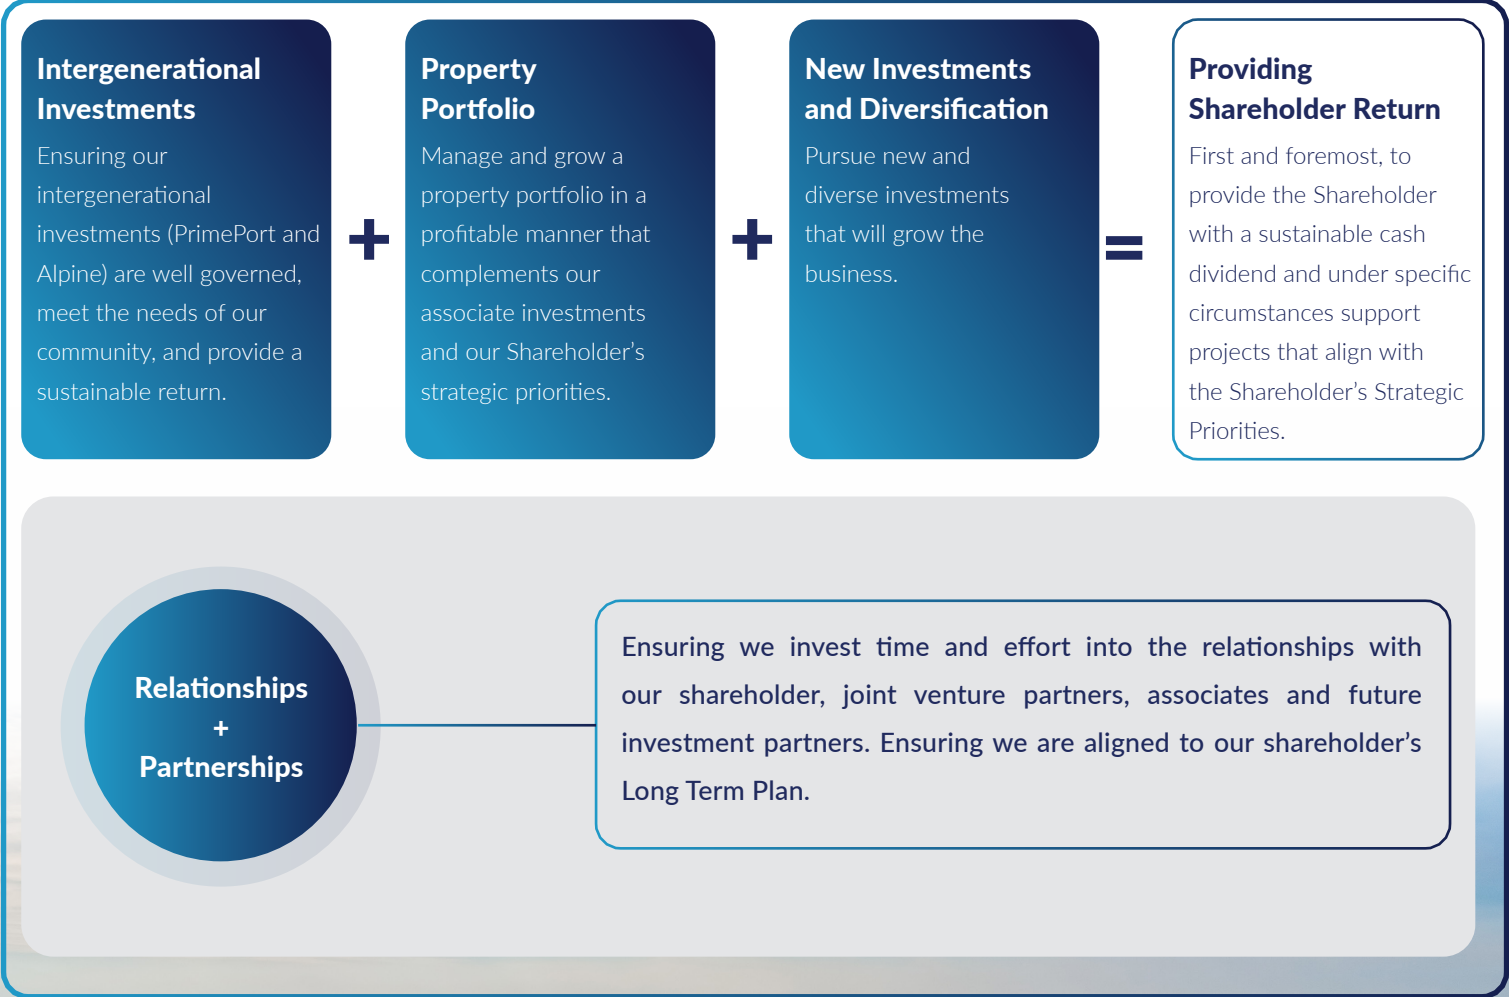 Intergenerational
Investments
Ensuring our
intergenerational
investments (PrimePort and
Alpine) are well governed,
meet the needs of our
community, and provide a
sustainable return.
+
Property
Portfolio
Manage and grow a
property portfolio in a
profitable manner that
complements our
associate investments
and our Shareholder’s
strategic priorities.
+
New Investments
and Diversification
Pursue new and
diverse investments
that will grow the
business.
=
Providing
Shareholder Return
First and foremost, to
provide the Shareholder
with a sustainable cash
dividend and under specific
circumstances support
projects that align with
the Shareholder’s Strategic
Priorities.
Relationships
+
Partnerships
Ensuring we invest time and effort into the relationships with
our shareholder, joint venture partners, associates and future
investment partners. Ensuring we are aligned to our shareholder’s
Long Term Plan.